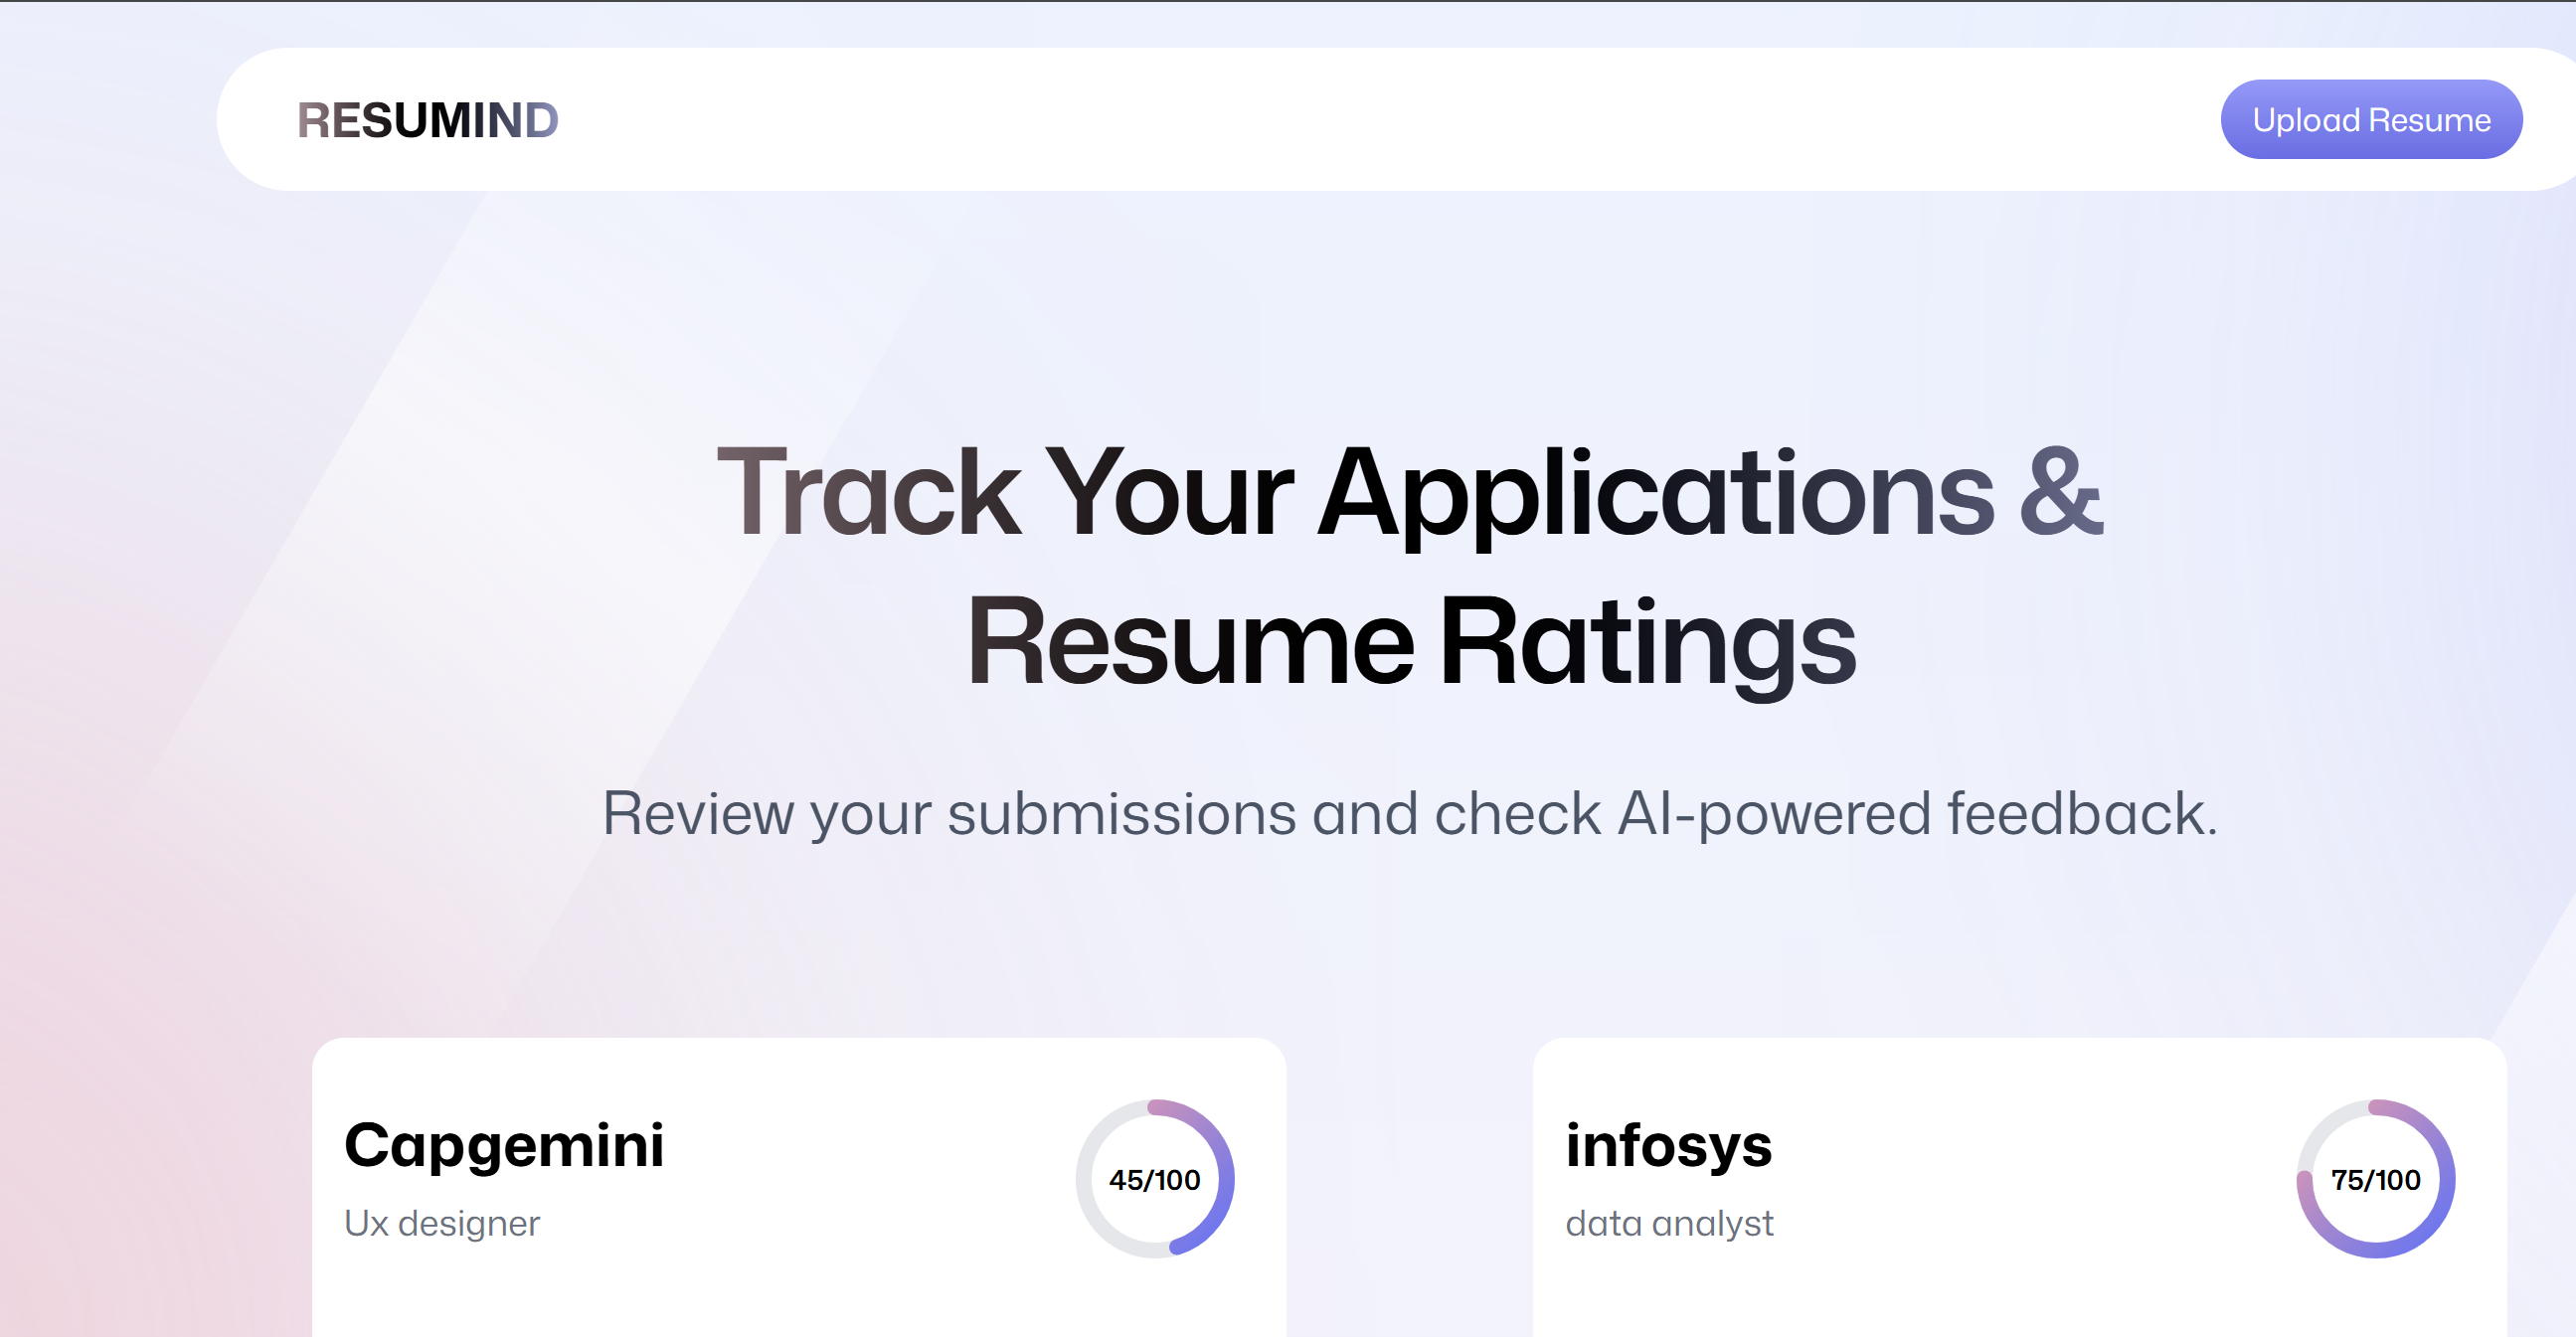 RESUMIND
Upload Resume
Track Your Applications &
Resume Ratings
Review your submissions and check AI-powered feedback.
Capgemini
Ux designer
45/100
infosys
data analyst
75/100